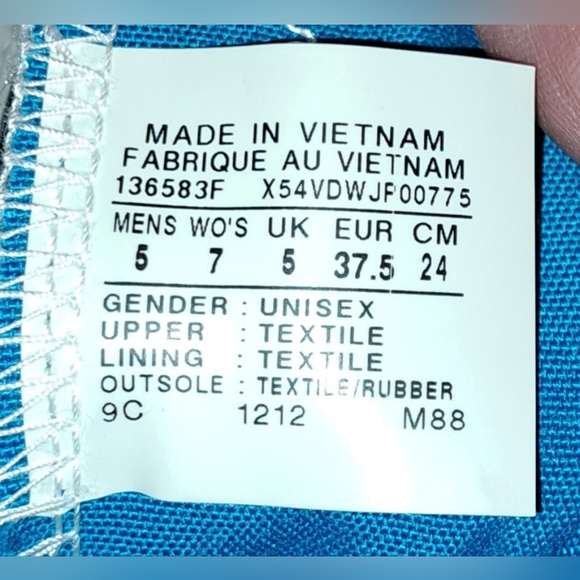 MADE IN VIETNAM
FABRIQUE AU VIETNAM
136583F X54VDWJP00775
MENS WO'S UK EUR CM
5 7 5 37.5 24
GENDER : UNISEX
UPPER : TEXTILE
LINING : TEXTILE
OUTSOLE : TEXTILE/RUBBER
9C 1212 M88